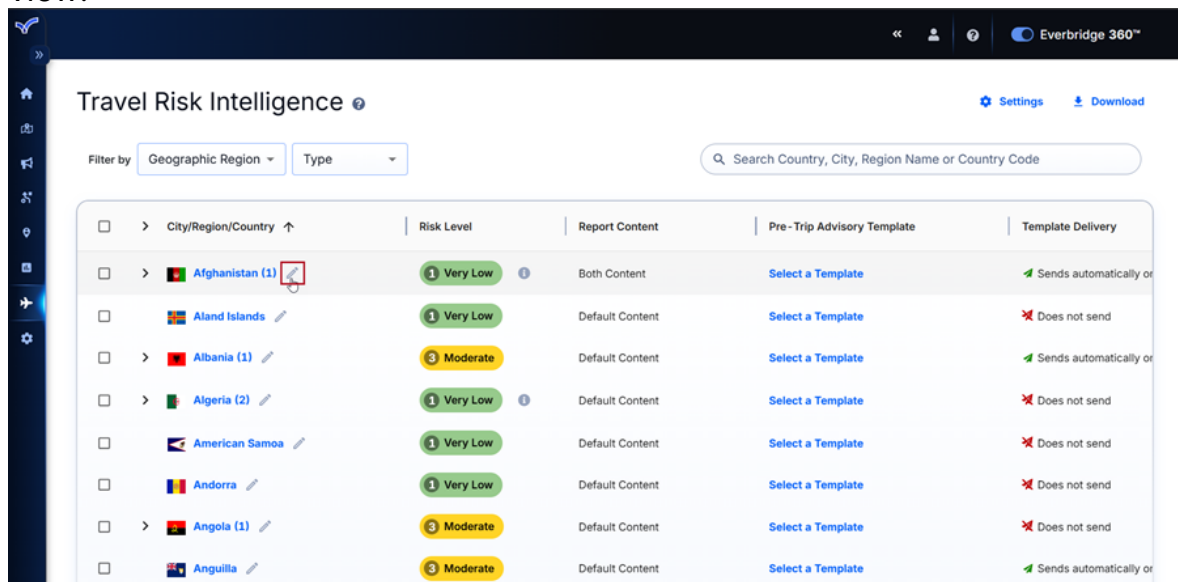 Everbridge 360™
Travel Risk Intelligence
Settings
Download
Filter by
Geographic Region
Type
Search Country, City, Region Name or Country Code
City/Region/Country
Risk Level
Report Content
Pre-Trip Advisory Template
Template Delivery
Afghanistan (1)
1 Very Low
Both Content
Select a Template
Sends automatically or
Aland Islands
1 Very Low
Default Content
Select a Template
Does not send
Albania (1)
3 Moderate
Default Content
Select a Template
Sends automatically or
Algeria (2)
1 Very Low
Default Content
Select a Template
Does not send
American Samoa
1 Very Low
Default Content
Select a Template
Does not send
Andorra
1 Very Low
Default Content
Select a Template
Does not send
Angola (1)
3 Moderate
Default Content
Select a Template
Does not send
Anguilla
3 Moderate
Default Content
Select a Template
Sends automatically or